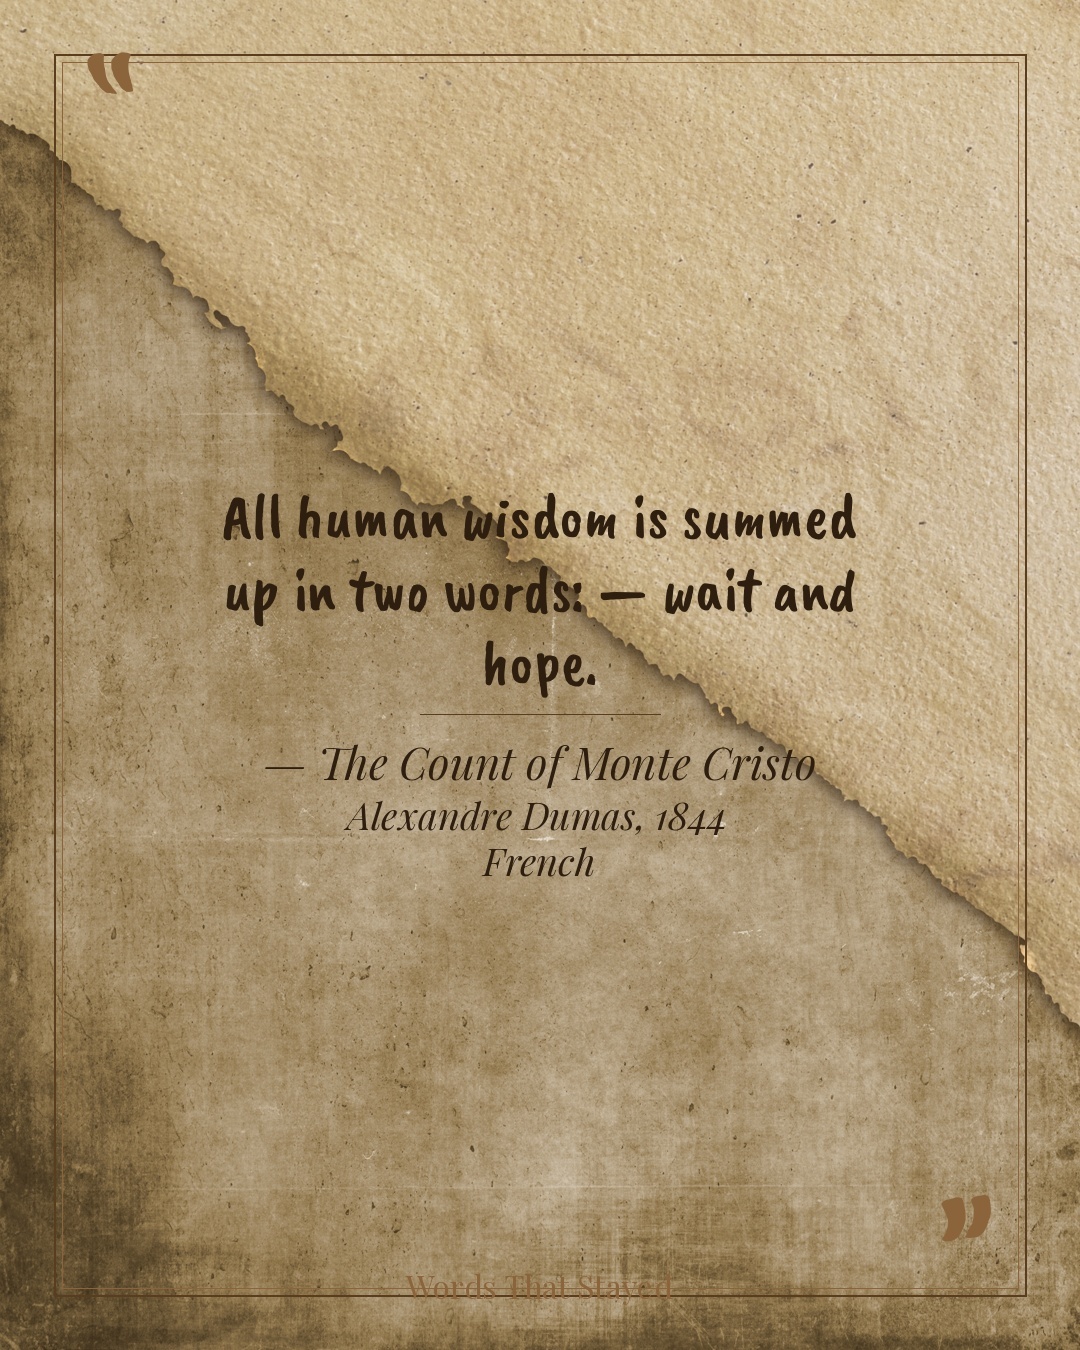 “
All human wisdom is summed
up in two words: — wait and
hope.
— The Count of Monte Cristo
Alexandre Dumas, 1844
French
”
Words That Stayed